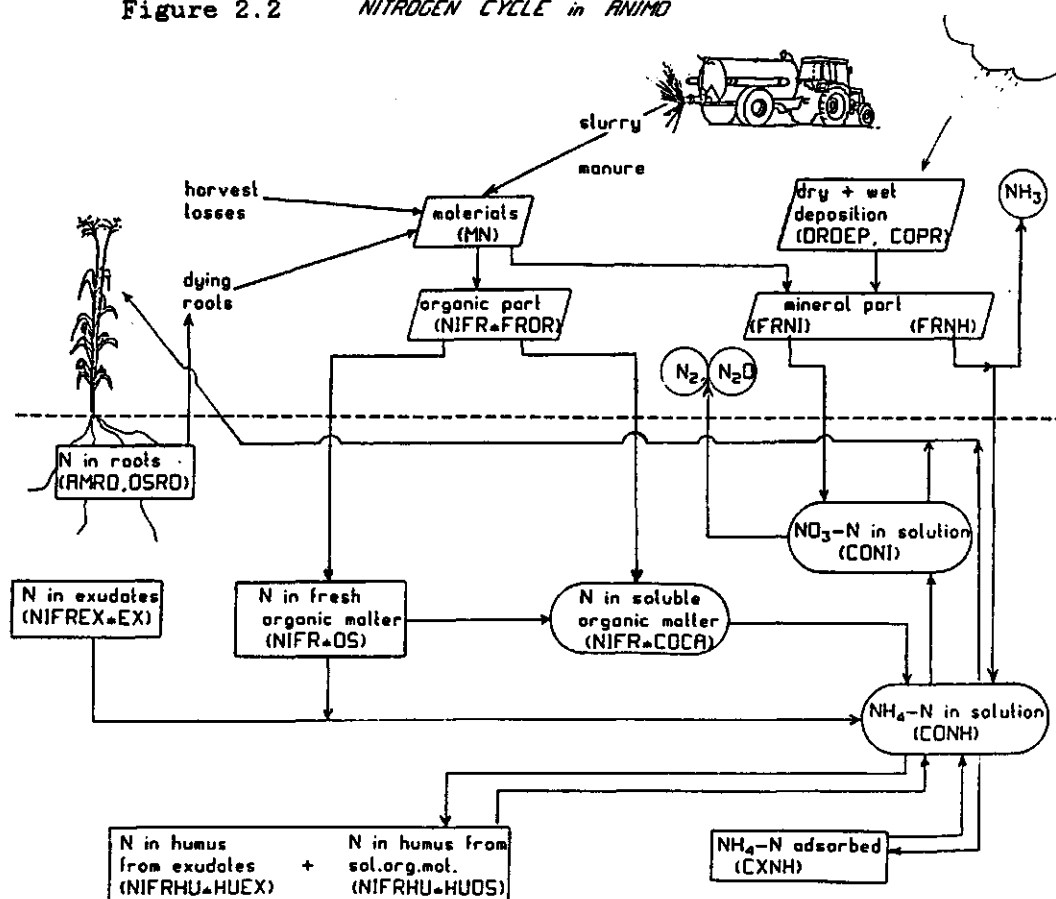 Figure 2.2 NITROGEN CYCLE in ANIMO
slurry
manure
harvest
losses
materials
(MN)
dry + wet
deposition
(DRDEP, COPR)
NH₃
dying
roots
organic part
(NIFR*FROR)
mineral part
(FRNI) (FRNH)
N₂, N₂O
N in roots
(AMRO,OSRO)
NO₃-N in solution
(CONI)
N in exudates
(NIFREX*EX)
N in fresh
organic matter
(NIFR*OS)
N in soluble
organic matter
(NIFR*COCA)
NH₄-N in solution
(CONH)
N in humus
from exudates
(NIFRHU*HUEX)
+
N in humus from
sol.org.mat.
(NIFRHU*HUOS)
NH₄-N adsorbed
(CXNH)